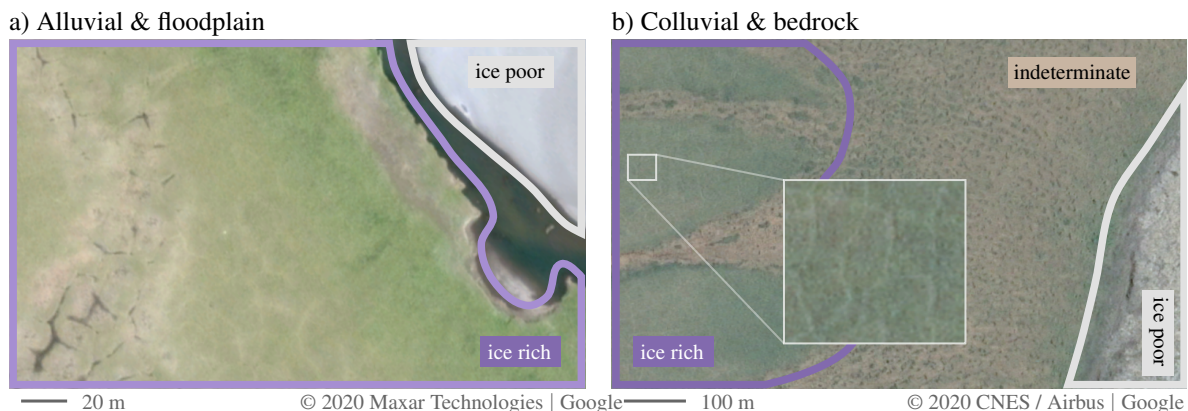 a) Alluvial & floodplain
ice poor
ice rich
20 m
© 2020 Maxar Technologies | Google
b) Colluvial & bedrock
indeterminate
ice rich
ice poor
100 m
© 2020 CNES / Airbus | Google